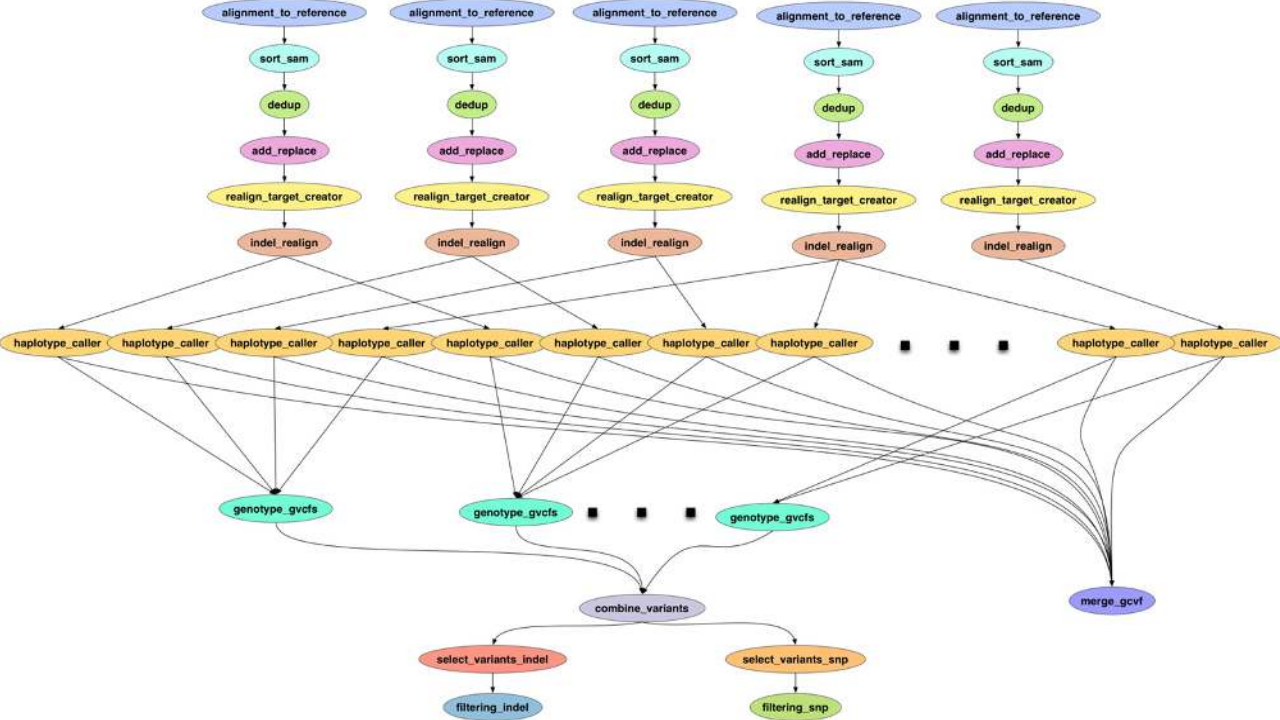 alignment_to_reference alignment_to_reference alignment_to_reference alignment_to_reference alignment_to_reference
sort_sam sort_sam sort_sam sort_sam sort_sam
dedup dedup dedup dedup dedup
add_replace add_replace add_replace add_replace add_replace
realign_target_creator realign_target_creator realign_target_creator realign_target_creator realign_target_creator
indel_realign indel_realign indel_realign indel_realign indel_realign
haplotype_caller haplotype_caller haplotype_caller haplotype_caller haplotype_caller haplotype_caller haplotype_caller haplotype_caller haplotype_caller haplotype_caller
genotype_gvcfs genotype_gvcfs genotype_gvcfs
combine_variants merge_gcvf
select_variants_indel select_variants_snp
filtering_indel filtering_snp